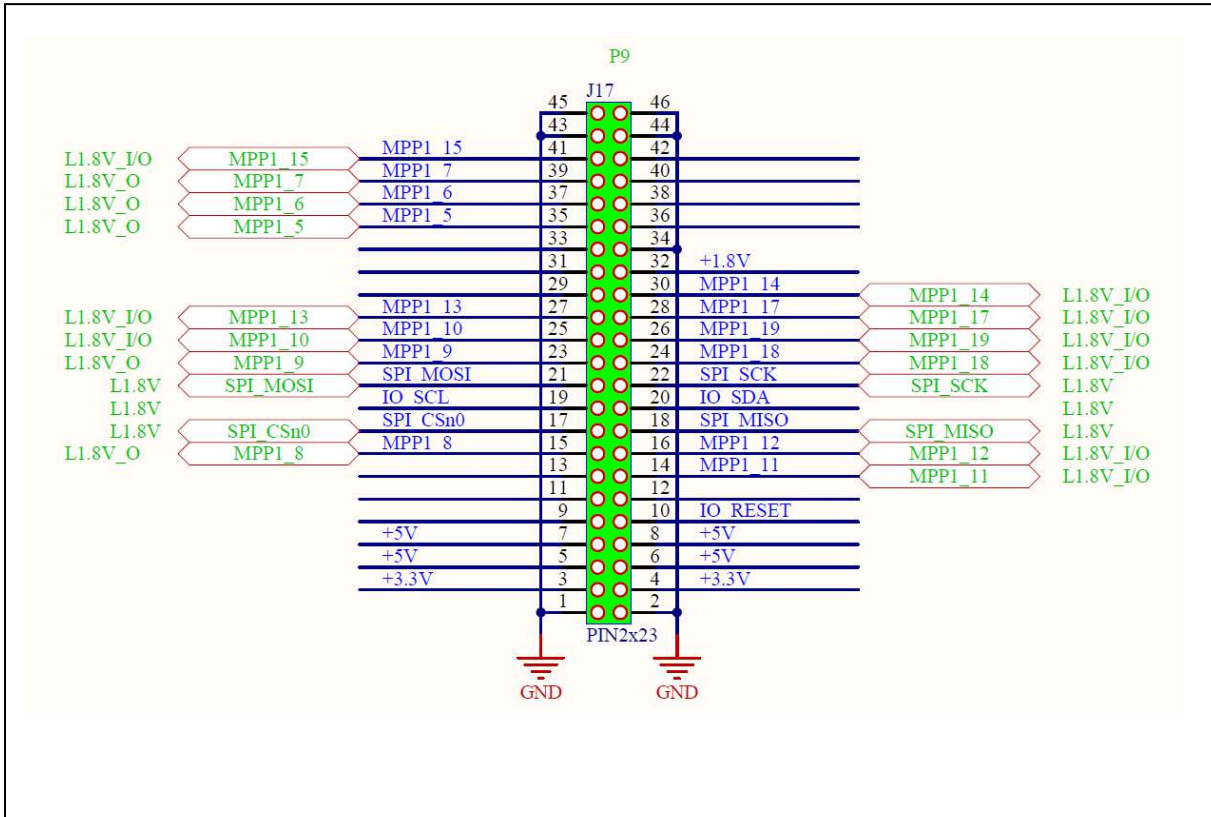 P9
J17
45 46
43 44
L1.8V_I/O MPP1_15 MPP1_15 41 42
L1.8V_O MPP1_7 MPP1_7 39 40
L1.8V_O MPP1_6 MPP1_6 37 38
L1.8V_O MPP1_5 MPP1_5 35 36
33 34
31 32 +1.8V
29 30 MPP1_14 MPP1_14 L1.8V_I/O
L1.8V_I/O MPP1_13 MPP1_13 27 28 MPP1_17 MPP1_17 L1.8V_I/O
L1.8V_I/O MPP1_10 MPP1_10 25 26 MPP1_19 MPP1_19 L1.8V_I/O
L1.8V_O MPP1_9 MPP1_9 23 24 MPP1_18 MPP1_18 L1.8V_I/O
L1.8V SPI_MOSI SPI_MOSI 21 22 SPI_SCK SPI_SCK L1.8V
L1.8V IO_SCL 19 20 IO_SDA L1.8V
L1.8V SPI_CSn0 SPI_CSn0 17 18 SPI_MISO SPI_MISO L1.8V
L1.8V_O MPP1_8 MPP1_8 15 16 MPP1_12 MPP1_12 L1.8V_I/O
13 14 MPP1_11 MPP1_11 L1.8V_I/O
11 12
9 10 IO_RESET
+5V 7 8 +5V
+5V 5 6 +5V
+3.3V 3 4 +3.3V
1 2
PIN2x23
GND GND